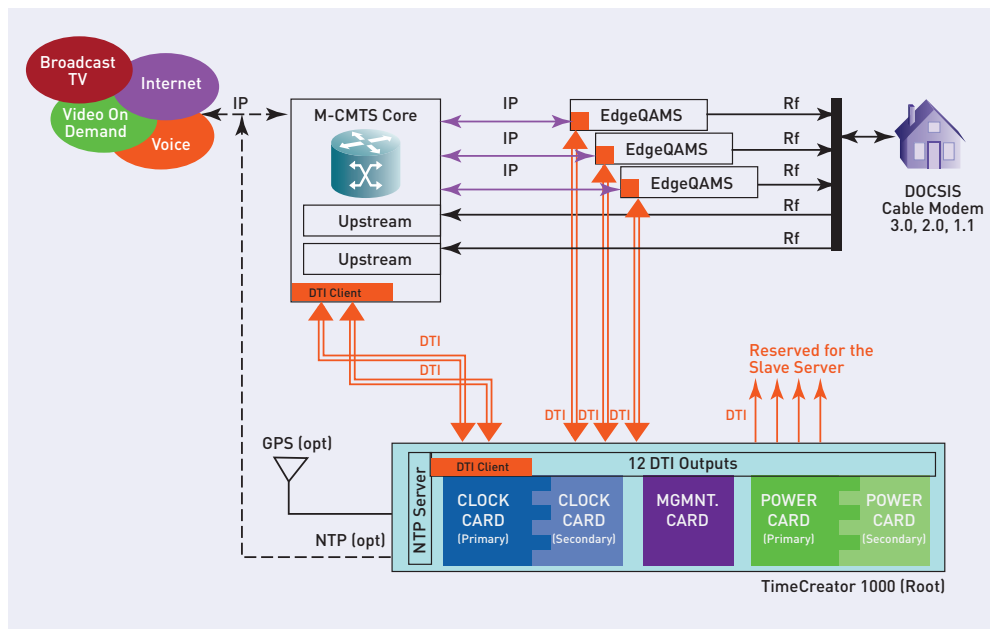 Broadcast
TV
Internet
Video On
Demand
Voice
IP
M-CMTS Core
Upstream
Upstream
DTI Client
IP
IP
IP
EdgeQAMS
EdgeQAMS
EdgeQAMS
Rf
Rf
Rf
Rf
Rf
DOCSIS
Cable Modem
3.0, 2.0, 1.1
DTI
DTI
DTI
DTI
DTI
DTI
Reserved for the
Slave Server
GPS (opt)
NTP (opt)
NTP Server
DTI Client
12 DTI Outputs
CLOCK
CARD
(Primary)
CLOCK
CARD
(Secondary)
MGMNT.
CARD
POWER
CARD
(Primary)
POWER
CARD
(Secondary)
TimeCreator 1000 (Root)